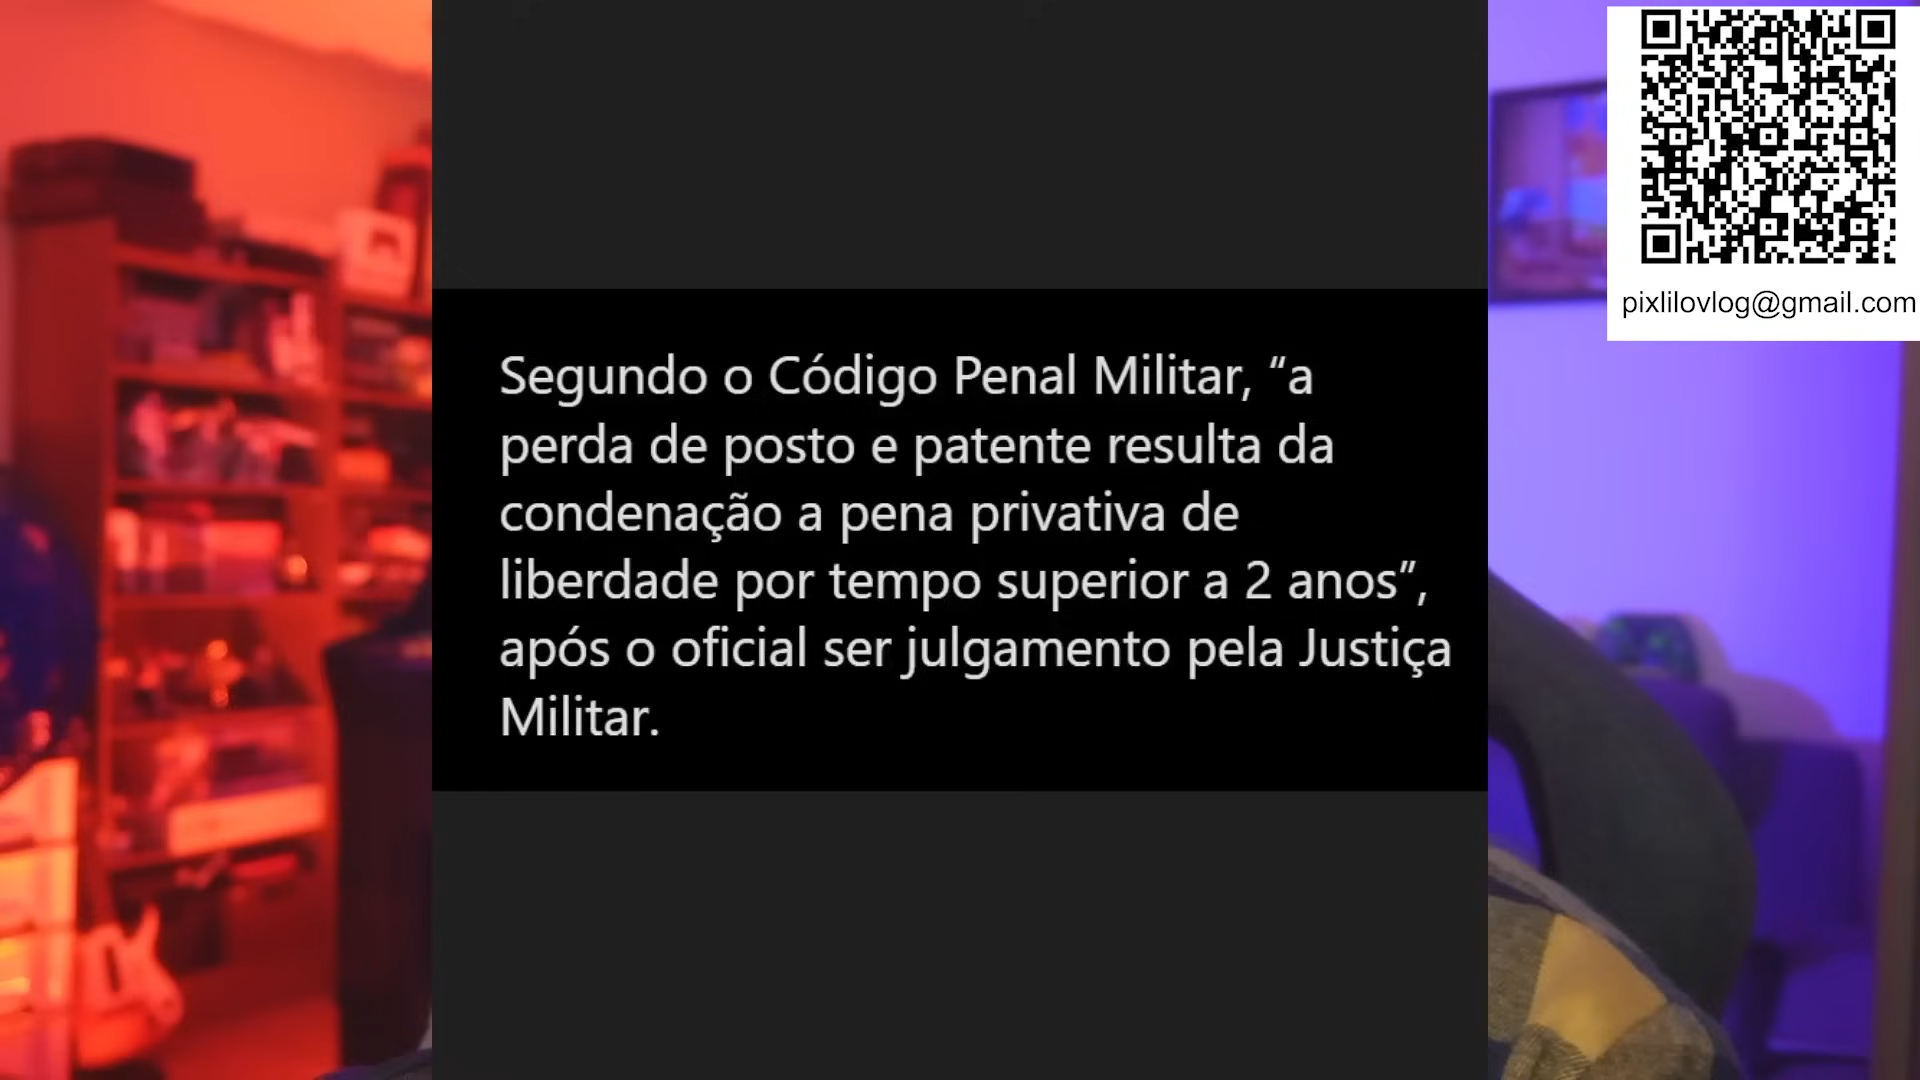 Segundo o Código Penal Militar, “a
perda de posto e patente resulta da
condenação a pena privativa de
liberdade por tempo superior a 2 anos”,
após o oficial ser julgamento pela Justiça
Militar.
pixlilovlog@gmail.com